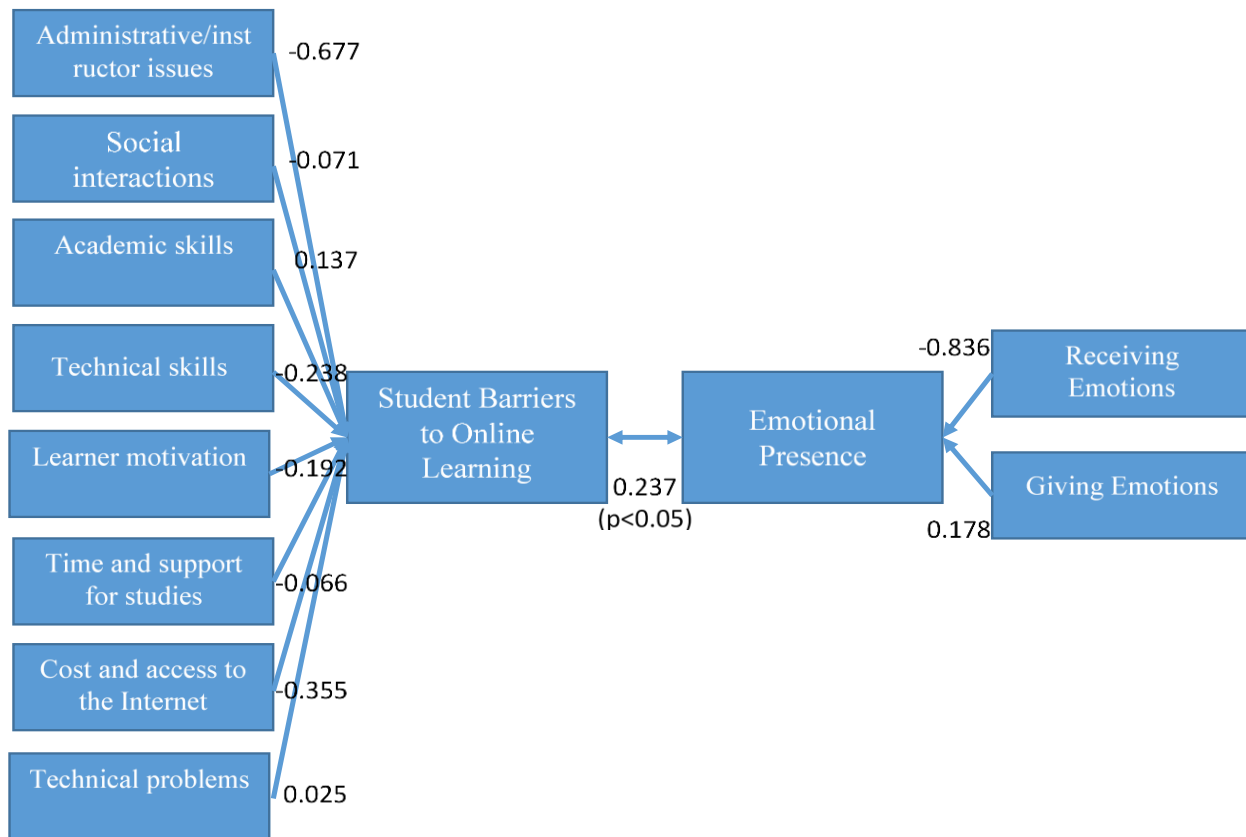 Administrative/inst
ructor issues
-0.677
Social
interactions
-0.071
Academic skills
0.137
Technical skills
-0.238
Learner motivation
-0.192
Time and support
for studies
-0.066
Cost and access to
the Internet
-0.355
Technical problems
0.025
Student Barriers
to Online
Learning
0.237
(p<0.05)
Emotional
Presence
-0.836
Receiving
Emotions
Giving Emotions
0.178